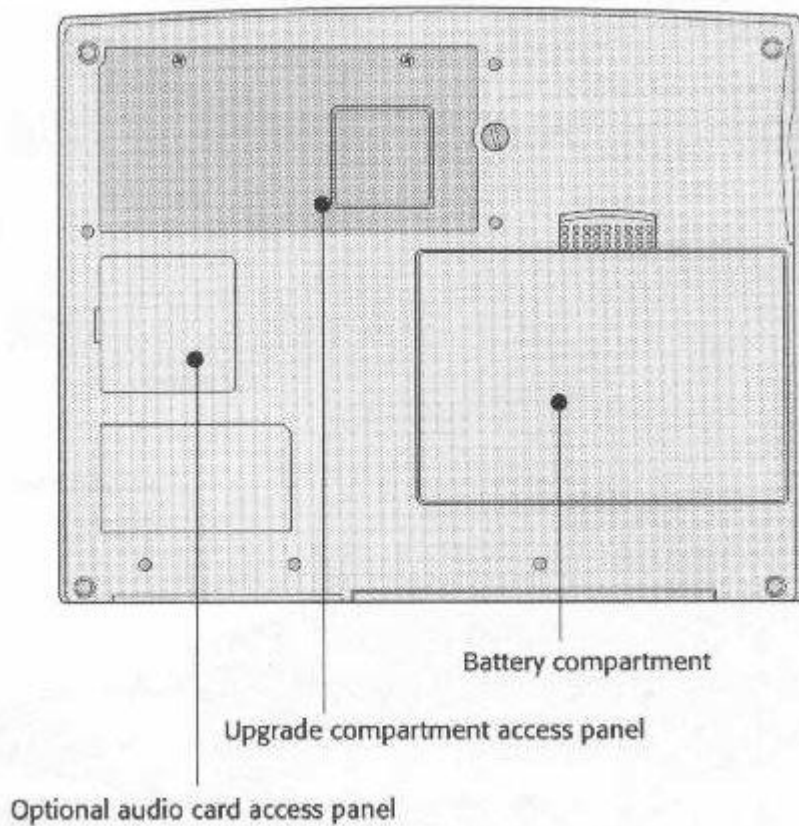 Battery compartment
Upgrade compartment access panel
Optional audio card access panel